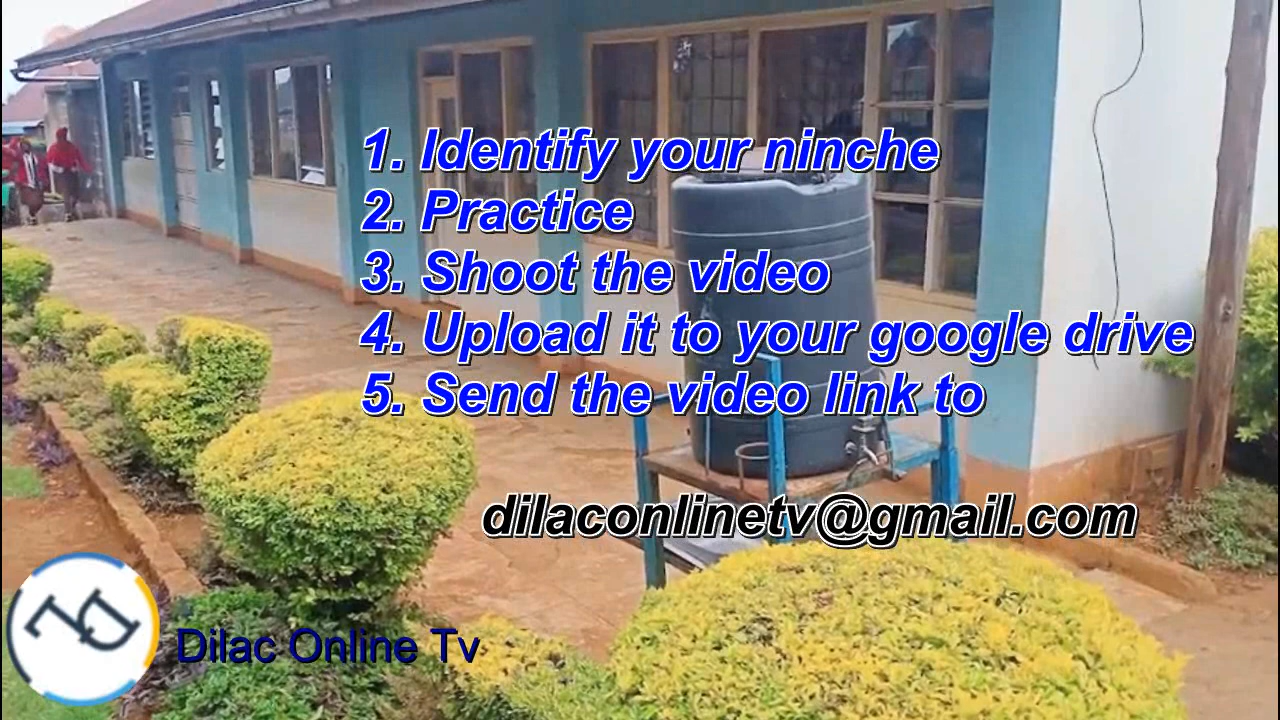 1. Identify your ninche
2. Practice
3. Shoot the video
4. Upload it to your google drive
5. Send the video link to
dilaconlinetv@gmail.com
Dilac Online Tv